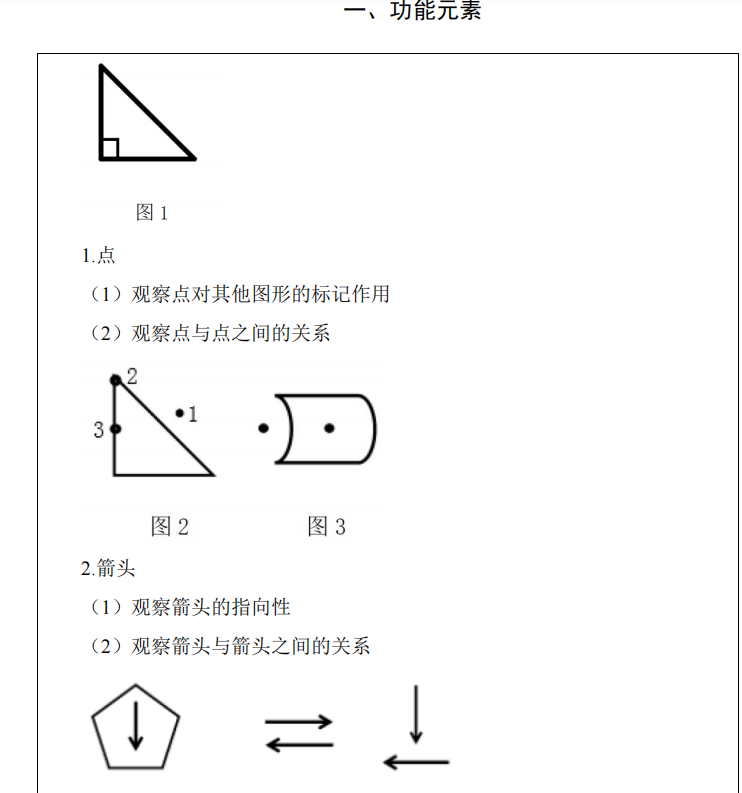 一、功能元素
图 1
1.点
（1）观察点对其他图形的标记作用
（2）观察点与点之间的关系
2
1
3
图 2
图 3
2.箭头
（1）观察箭头的指向性
（2）观察箭头与箭头之间的关系